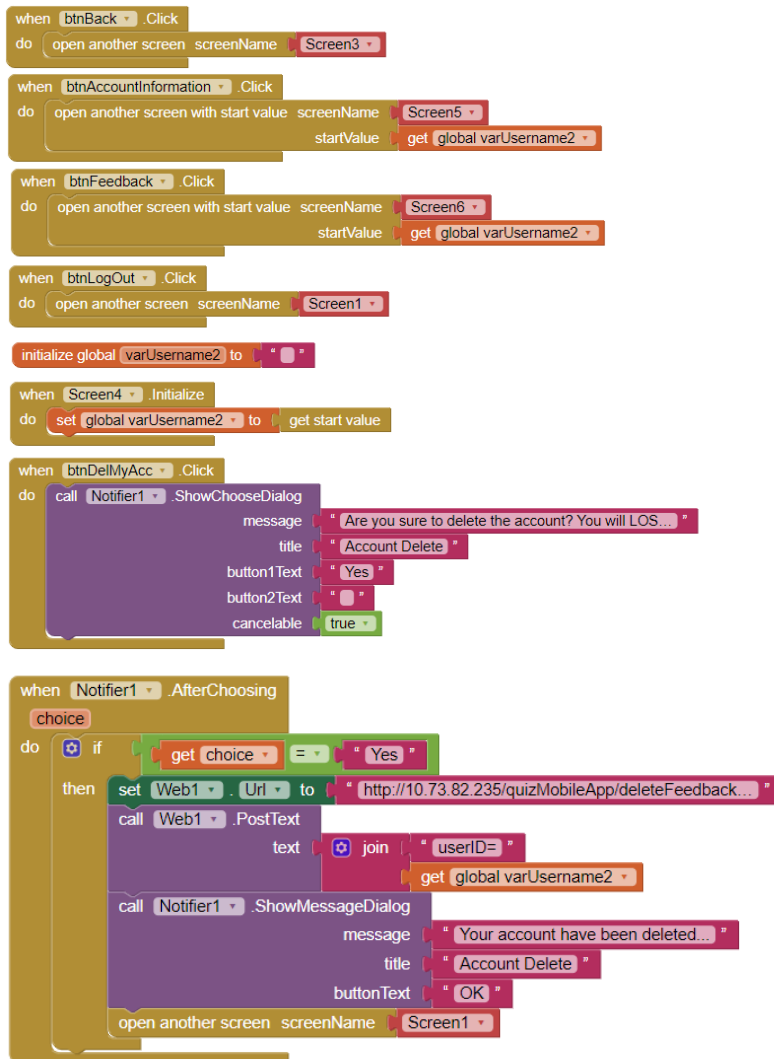 when btnBack .Click
do open another screen screenName Screen3
when btnAccountInformation .Click
do open another screen with start value screenName Screen5
startValue get global varUsername2
when btnFeedback .Click
do open another screen with start value screenName Screen6
startValue get global varUsername2
when btnLogOut .Click
do open another screen screenName Screen1
initialize global varUsername2 to " "
when Screen4 .Initialize
do set global varUsername2 to get start value
when btnDelMyAcc .Click
do call Notifier1 .ShowChooseDialog
message " Are you sure to delete the account? You will LOS... "
title " Account Delete "
button1Text " Yes "
button2Text " "
cancelable true
when Notifier1 .AfterChoosing
choice
do if get choice = " Yes "
then set Web1 . Url to " http://10.73.82.235/quizMobileApp/deleteFeedback... "
call Web1 .PostText
text join " userID= "
get global varUsername2
call Notifier1 .ShowMessageDialog
message " Your account have been deleted... "
title " Account Delete "
buttonText " OK "
open another screen screenName Screen1